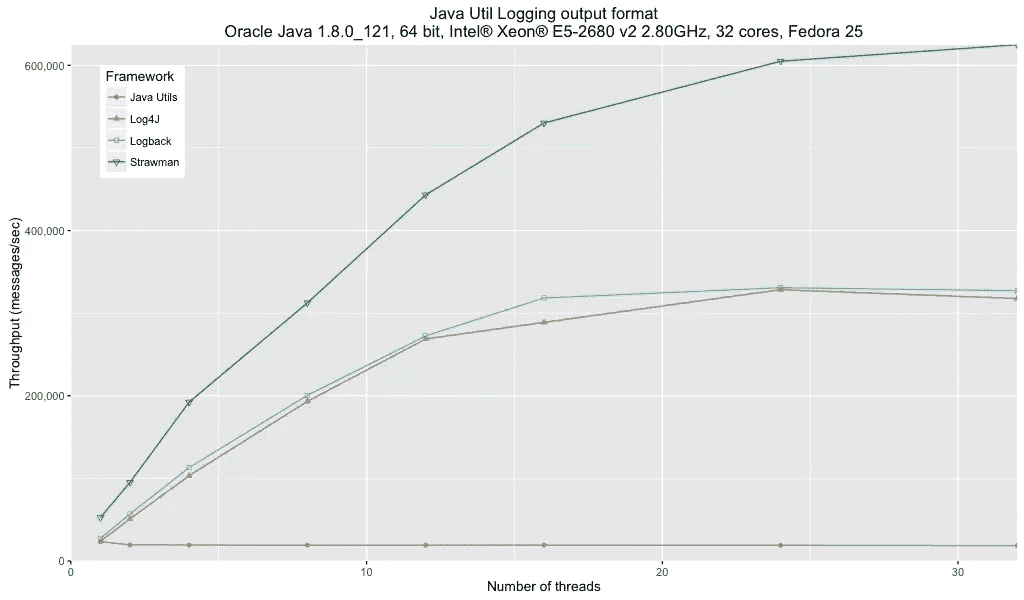 Java Util Logging output format
Oracle Java 1.8.0_121, 64 bit, Intel® Xeon® E5-2680 v2 2.80GHz, 32 cores, Fedora 25
600,000
400,000
200,000
0
Throughput (messages/sec)
Framework
Java Utils
Log4J
Logback
Strawman
0 10 20 30
Number of threads